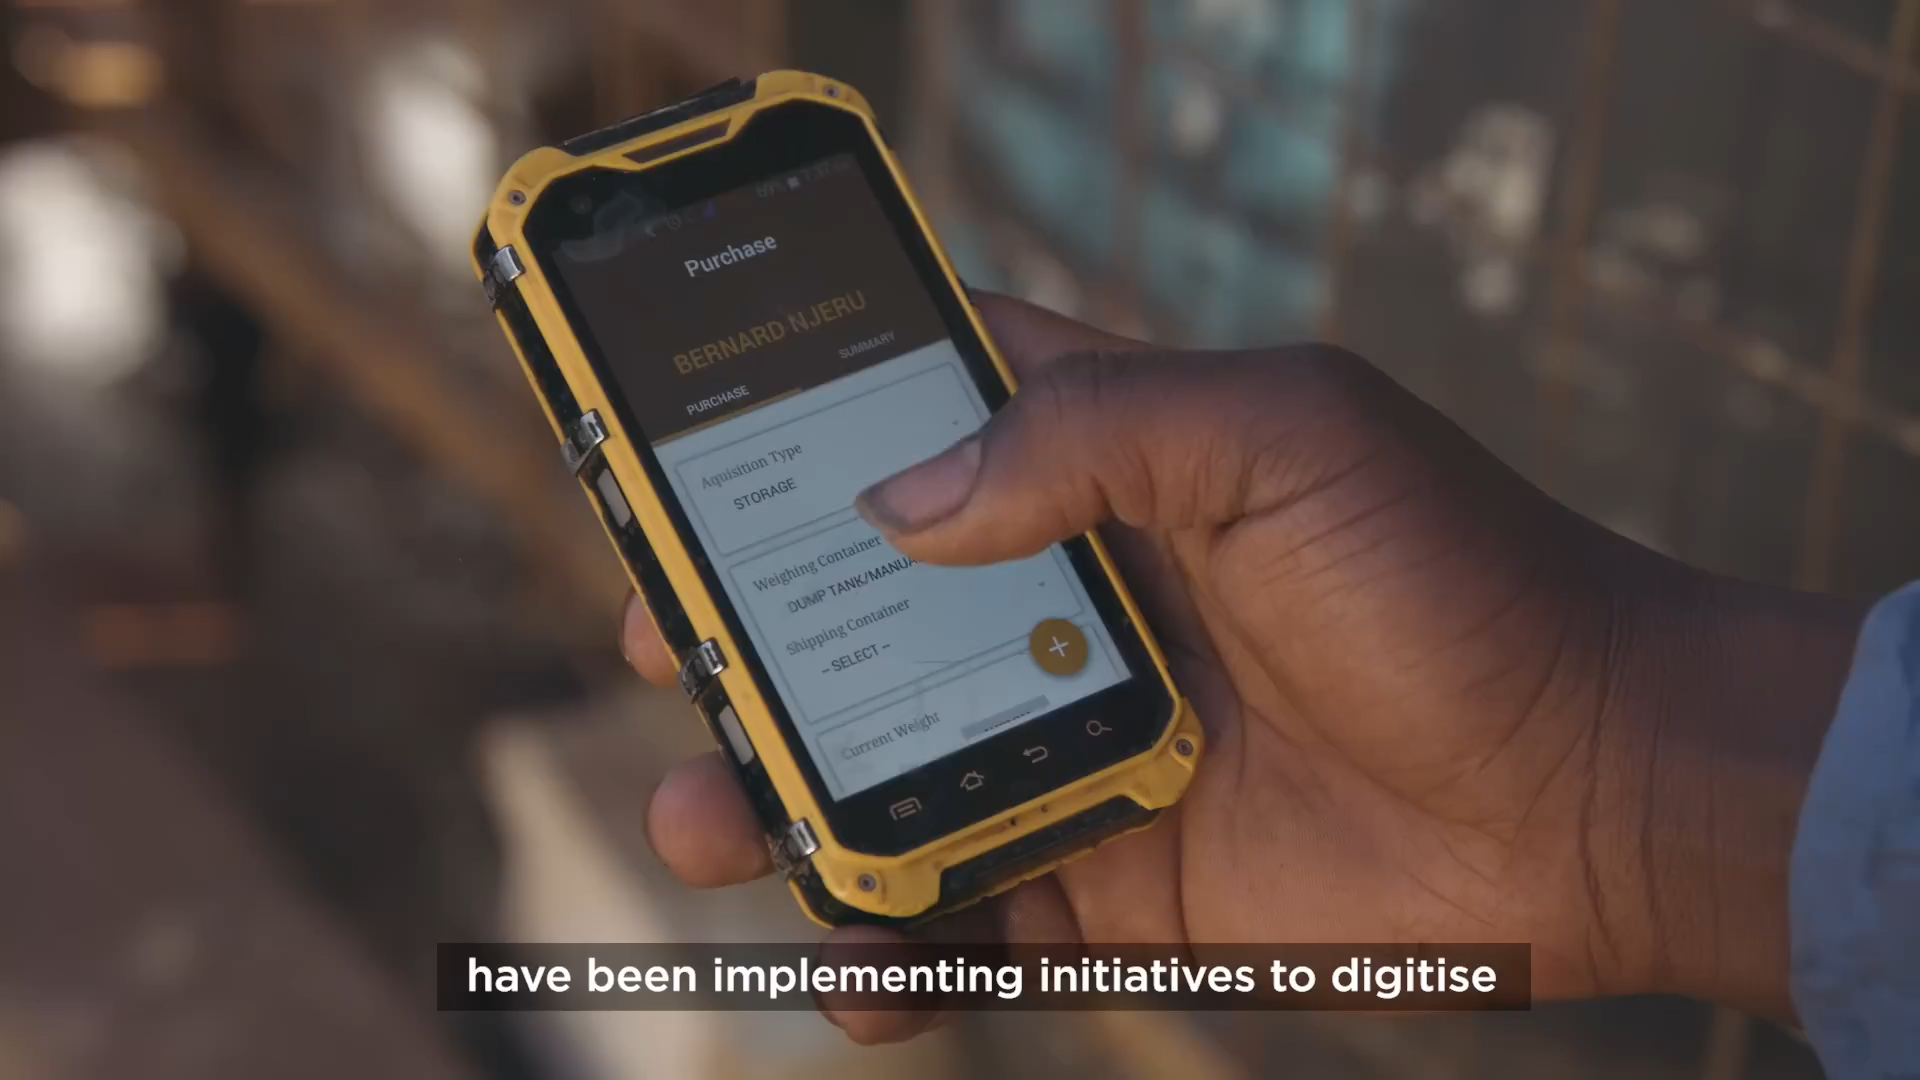 Purchase
BERNARD NJERU
PURCHASE SUMMARY
Aquisition Type
STORAGE
Weighing Container
DUMP TANK/MANUA
Shipping Container
-- SELECT --
Current Weight
have been implementing initiatives to digitise